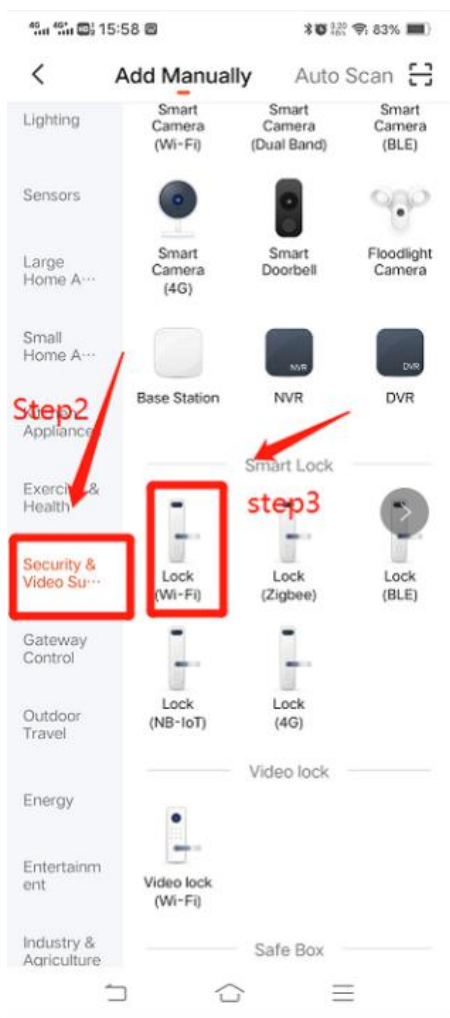 15:58
83%
Add Manually
Auto Scan
Lighting
Smart
Camera
(Wi-Fi)
Smart
Camera
(Dual Band)
Smart
Camera
(BLE)
Sensors
Smart
Camera
(4G)
Smart
Doorbell
Floodlight
Camera
Large
Home A···
Small
Home A···
NVR
DVR
Base Station
NVR
DVR
Step2
Appliances
Smart Lock
Exercise &
Health
step3
Lock
(Wi-Fi)
Lock
(Zigbee)
Lock
(BLE)
Security &
Video Su···
Gateway
Control
Lock
(NB-IoT)
Lock
(4G)
Outdoor
Travel
Video lock
Energy
Video lock
(Wi-Fi)
Entertainm
ent
Safe Box
Industry &
Agriculture